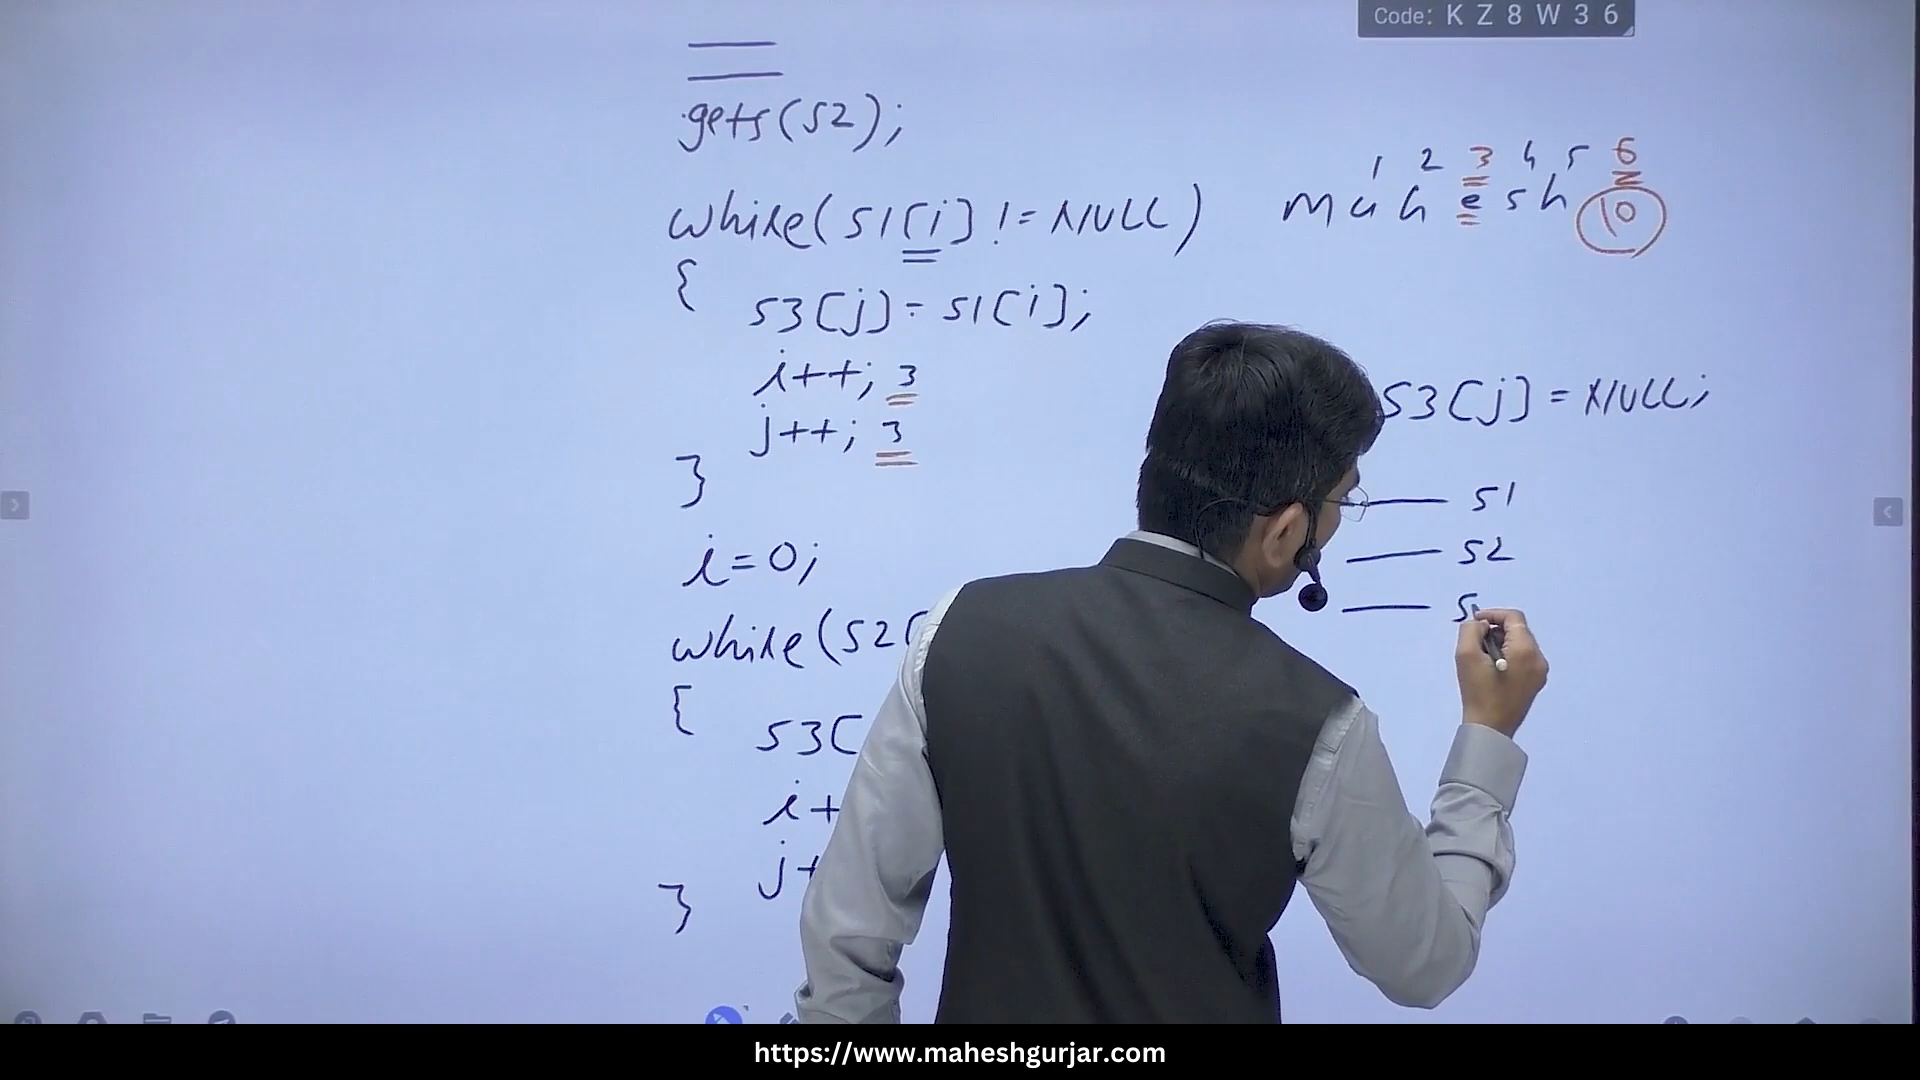 Code: K Z 8 W 3 6
gets(s2);
while(s1[i] != NULL)
{
s3[j] = s1[i];
i++; 3
j++; 3
}
i=0;
while(s2[
{
s3[
i+
j+
}
1 2 3 4 5 6
mahesh \0
s3[j] = NULL;
s1
s2
s
https://www.maheshgurjar.com